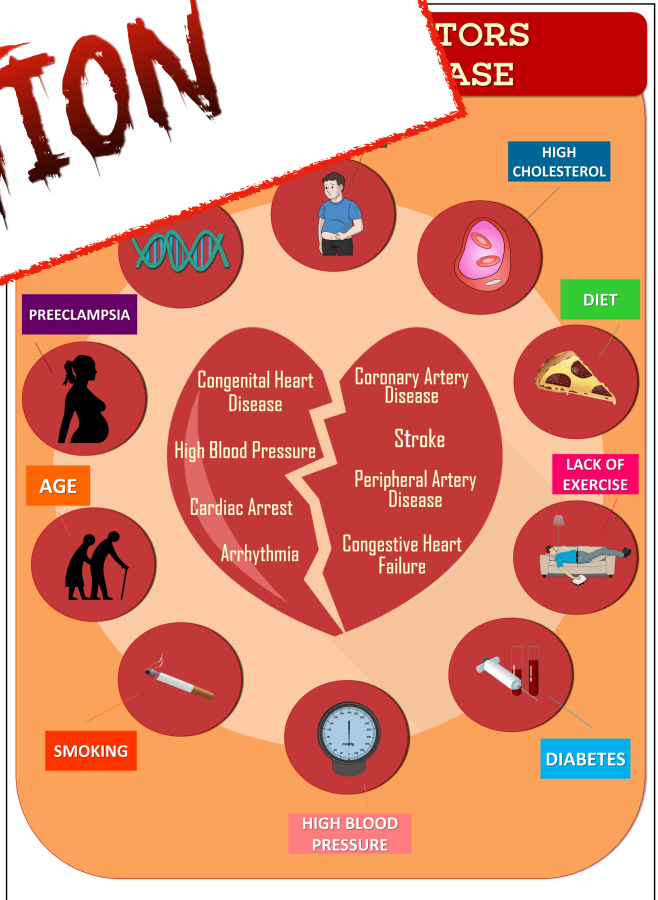 TION
TORS
ASE
HIGH
CHOLESTEROL
DIET
PREECLAMPSIA
Congenital Heart
Disease
High Blood Pressure
Cardiac Arrest
Arrhythmia
Coronary Artery
Disease
Stroke
Peripheral Artery
Disease
Congestive Heart
Failure
AGE
LACK OF
EXERCISE
SMOKING
DIABETES
HIGH BLOOD
PRESSURE